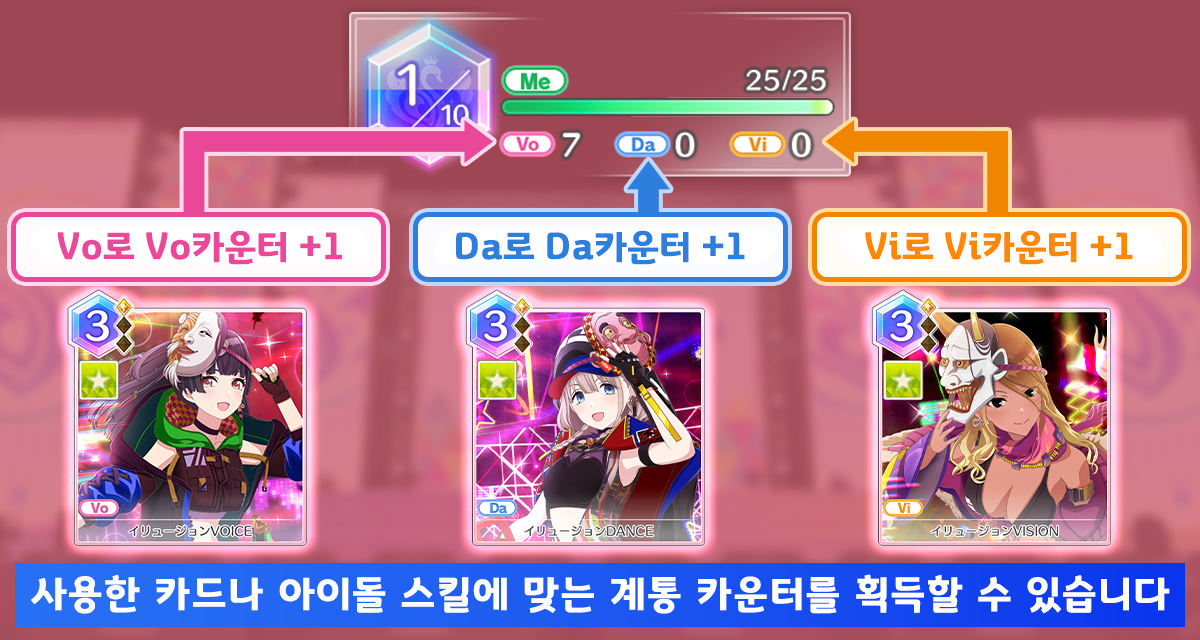 1/10
Me 25/25
Vo 7 Da 0 Vi 0
Vo로 Vo카운터 +1
Da로 Da카운터 +1
Vi로 Vi카운터 +1
3
Vo
イリュージョンVOICE
3
Da
イリュージョンDANCE
3
Vi
イリュージョンVISION
사용한 카드나 아이돌 스킬에 맞는 계통 카운터를 획득할 수 있습니다